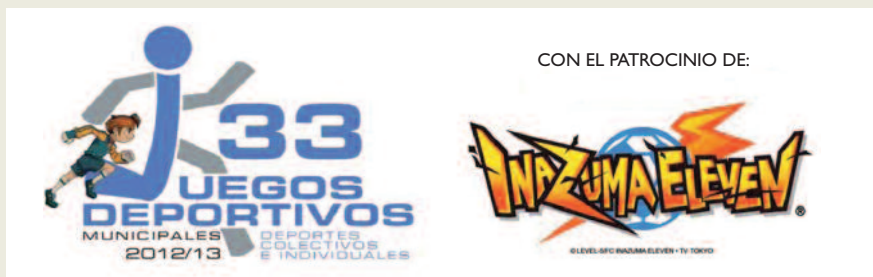 33
JUEGOS
DEPORTIVOS
MUNICIPALES
2012/13
DEPORTES
COLECTIVOS
E INDIVIDUALES
CON EL PATROCINIO DE:
INAZUMA ELEVEN
®
©LEVEL-5/FC INAZUMA ELEVEN • TV TOKYO